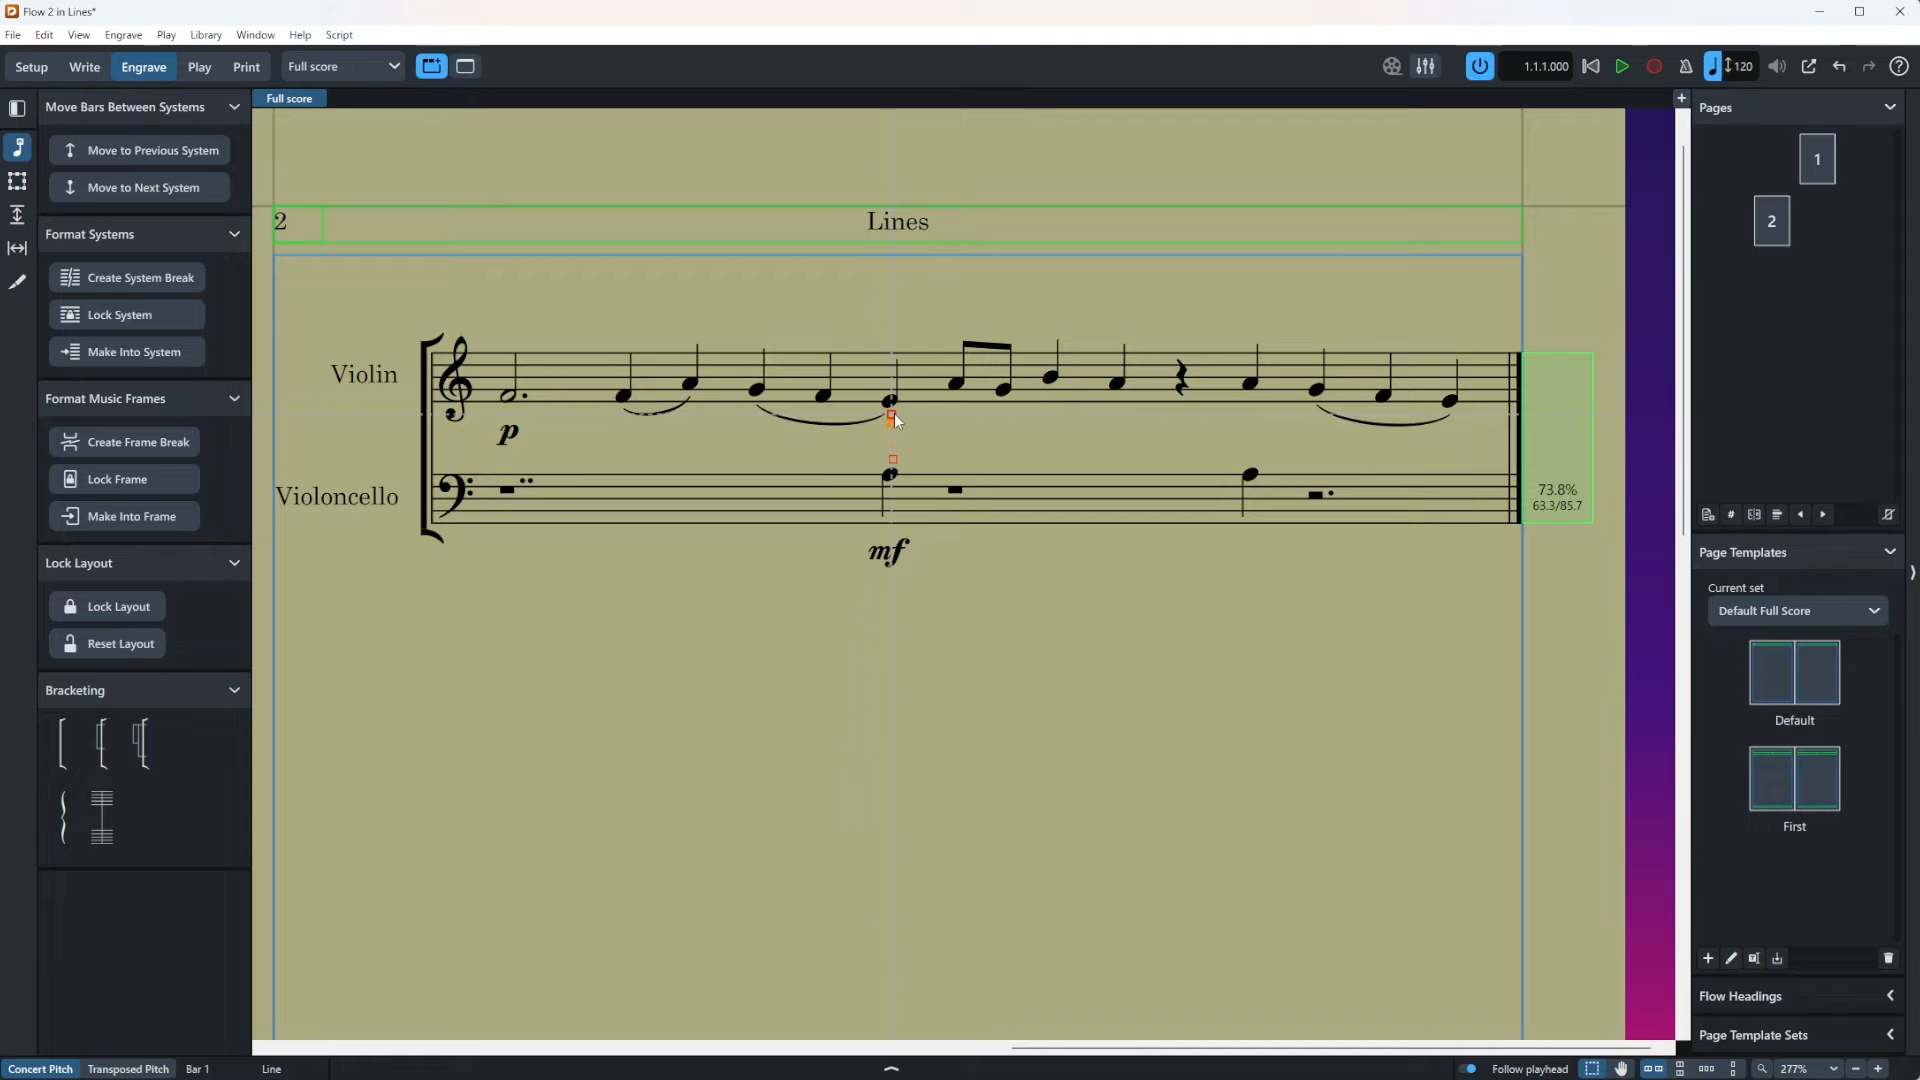 Flow 2 in Lines*
File Edit View Engrave Play Library Window Help Script
Setup Write Engrave Play Print Full score 1.1.1.000 120
Move Bars Between Systems
Move to Previous System
Move to Next System
Format Systems
Create System Break
Lock System
Make Into System
Format Music Frames
Create Frame Break
Lock Frame
Make Into Frame
Lock Layout
Lock Layout
Reset Layout
Bracketing
Full score
2 Lines
Violin
p
Violoncello
mf
73.8%
63.3/85.7
Pages
1
2
Page Templates
Current set
Default Full Score
Default
First
Flow Headings
Page Template Sets
Concert Pitch Transposed Pitch Bar 1 Line Follow playhead 277%